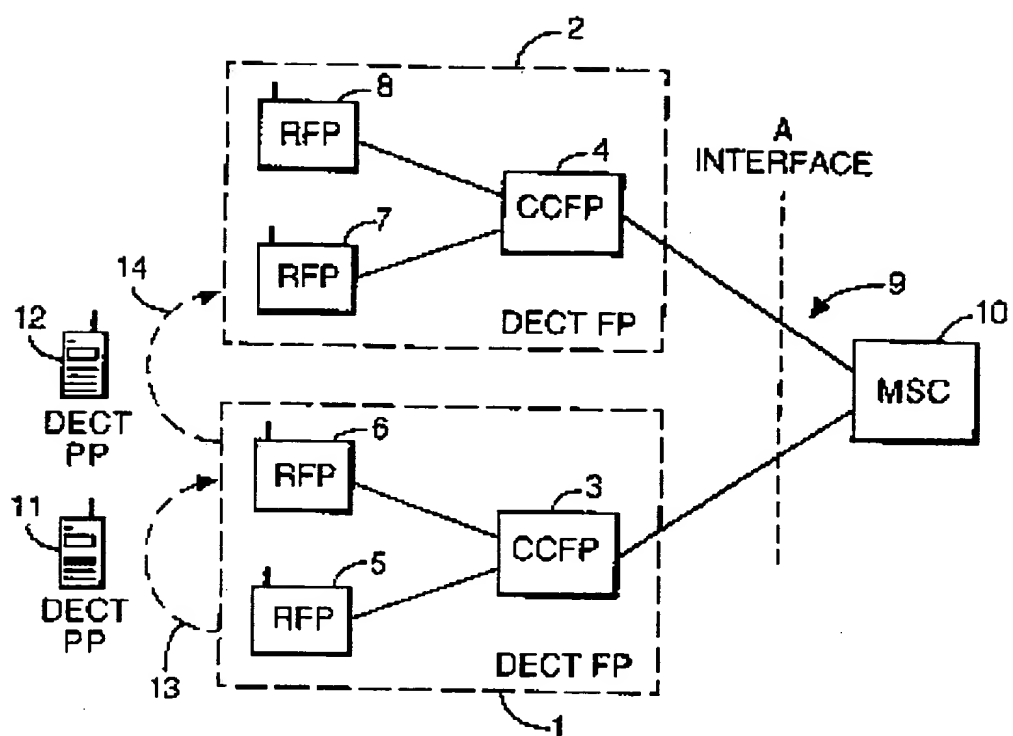 2
8
RFP
4
CCFP
7
RFP
DECT FP
A
INTERFACE
9
10
MSC
14
12
DECT
PP
6
RFP
3
CCFP
5
RFP
DECT FP
11
DECT
PP
13
1